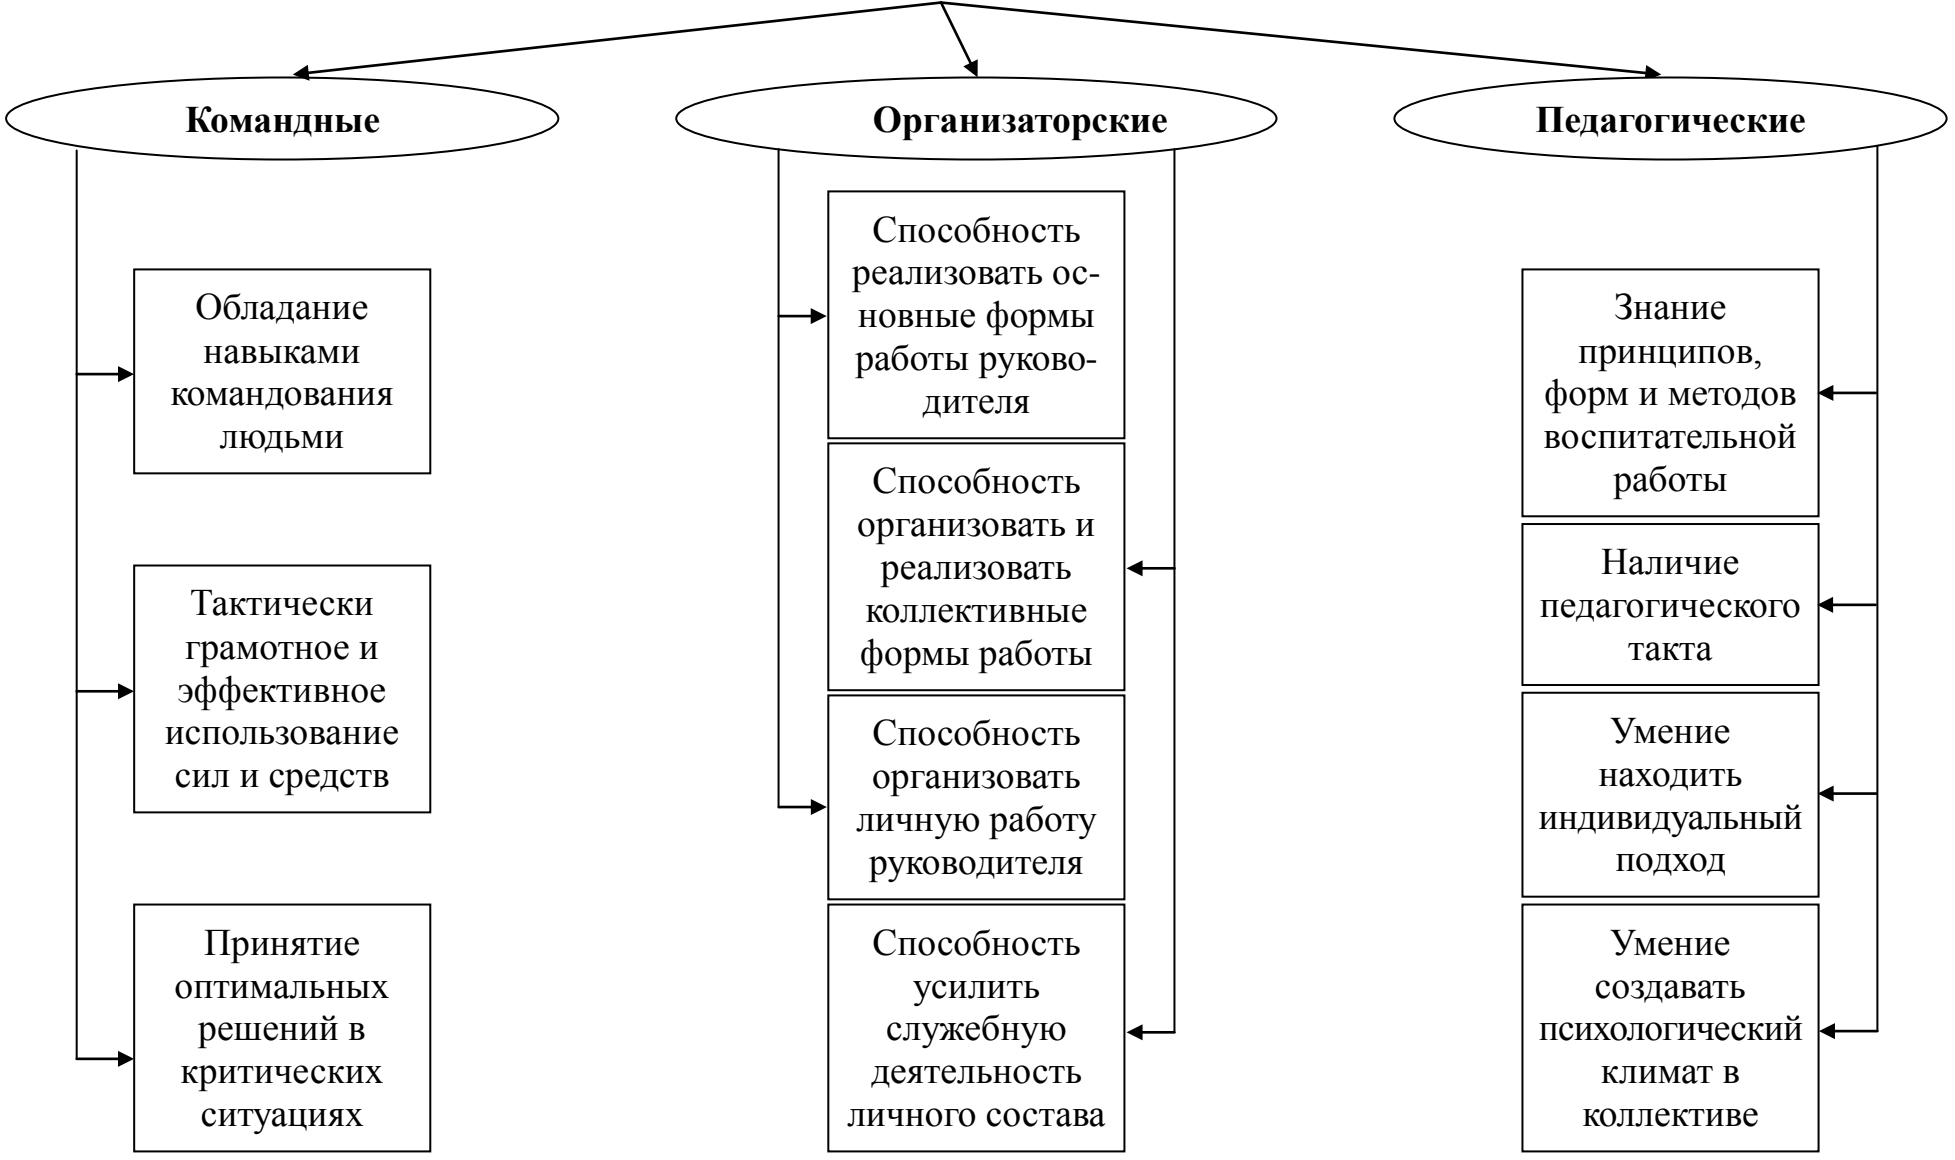 Командные
Обладание
навыками
командования
людьми
Тактически
грамотное и
эффективное
использование
сил и средств
Принятие
оптимальных
решений в
критических
ситуациях
Организаторские
Способность
реализовать ос-
новные формы
работы руково-
дителя
Способность
организовать и
реализовать
коллективные
формы работы
Способность
организовать
личную работу
руководителя
Способность
усилить
служебную
деятельность
личного состава
Педагогические
Знание
принципов,
форм и методов
воспитательной
работы
Наличие
педагогического
такта
Умение
находить
индивидуальный
подход
Умение
создавать
психологический
климат в
коллективе